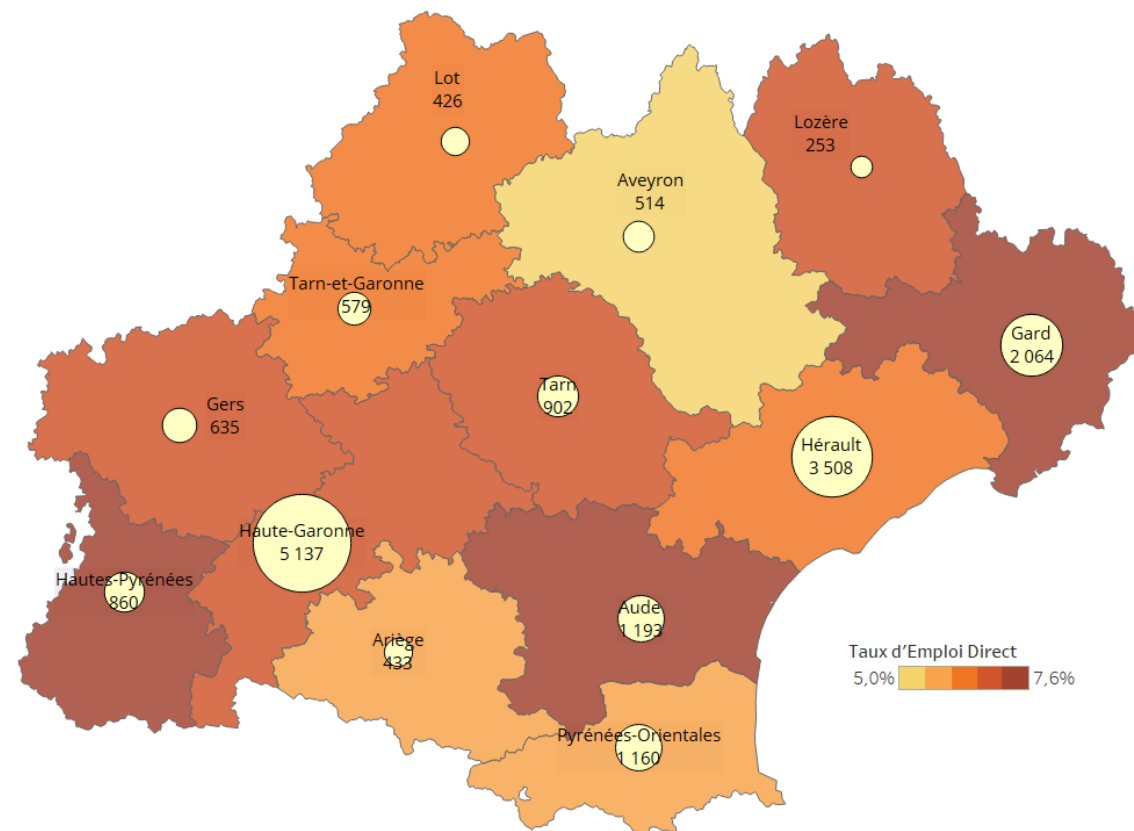 Lot
426
Lozère
253
Aveyron
514
Tarn-et-Garonne
579
Gard
2 064
Tarn
902
Gers
635
Hérault
3 508
Haute-Garonne
5 137
Hautes-Pyrénées
860
Aude
1 193
Ariège
433
Taux d'Emploi Direct
5,0% 7,6%
Pyrénées-Orientales
1 160